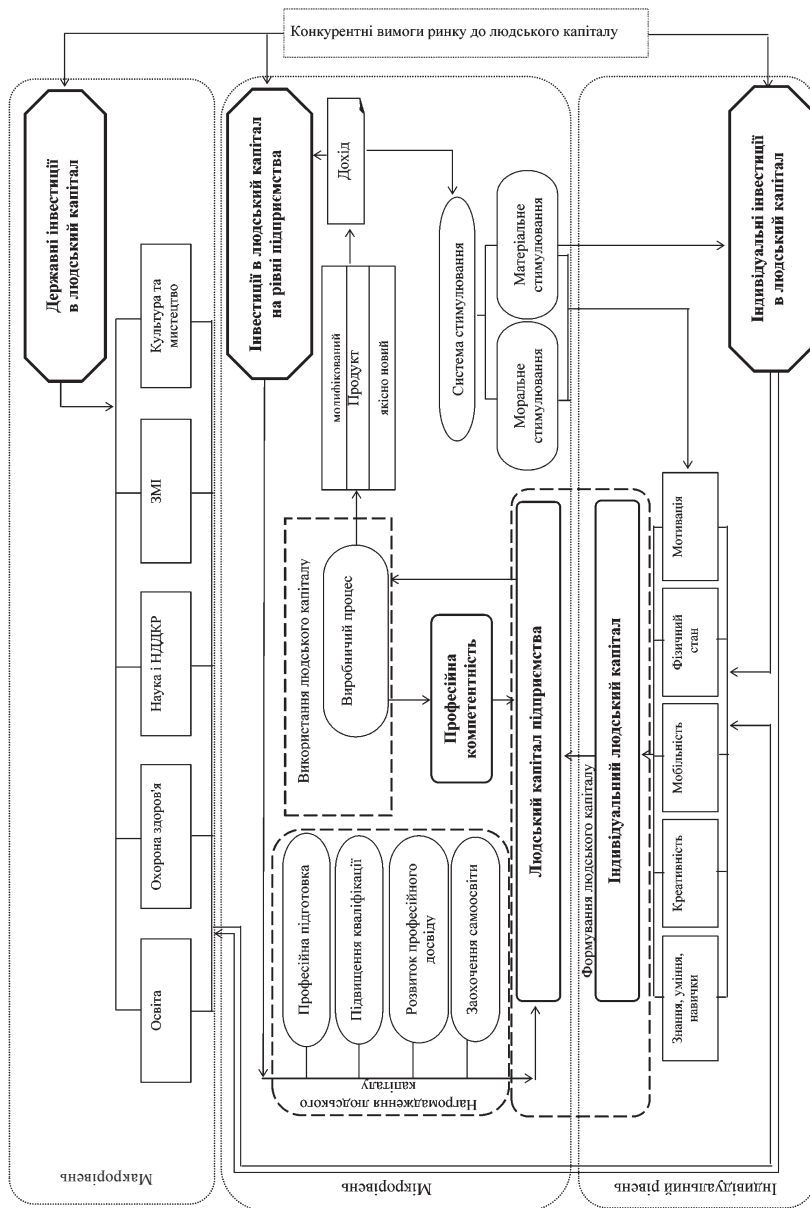 Конкурентні вимоги ринку до людського капіталу
Макрорівень
Державні інвестиції
в людський капітал
Освіта
Охорона здоров'я
Наука і НДДКР
ЗМІ
Культура та
мистецтво
Мікрорівень
Інвестиції в людський капітал
на рівні підприємства
Нагромадження людського
капіталу
Професійна підготовка
Підвищення кваліфікації
Розвиток професійного
досвіду
Заохочення самоосвіти
Використання людського капіталу
Виробничий процес
Професійна
компетентність
молифікований
Продукт
якісно новий
Дохід
Система стимулювання
Моральне
стимулювання
Матеріальне
стимулювання
Людський капітал підприємства
Формування людського капіталу
Індивідуальний людський капітал
Індивідуальний рівень
Знання, уміння,
навички
Креативність
Мобільність
Фізичний
стан
Мотивація
Індивідуальні інвестиції
в людський капітал